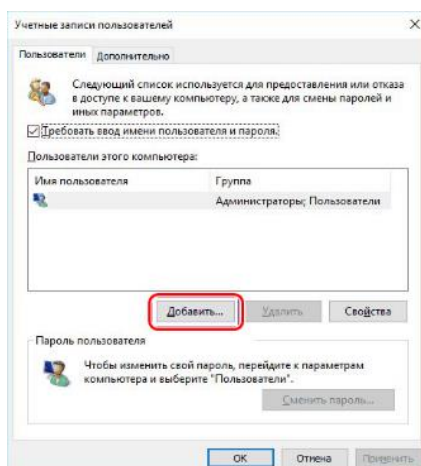 Учетные записи пользователей
Пользователи Дополнительно
Следующий список используется для предоставления или отказа
в доступе к вашему компьютеру, а также для смены паролей и
иных параметров.
Требовать ввод имени пользователя и пароля.
Пользователи этого компьютера:
Имя пользователя Группа
Администраторы; Пользователи
Добавить... Удалить Свойства
Пароль пользователя
Чтобы изменить свой пароль, перейдите к параметрам
компьютера и выберите "Пользователи".
Сменить пароль...
ОК Отмена Применить